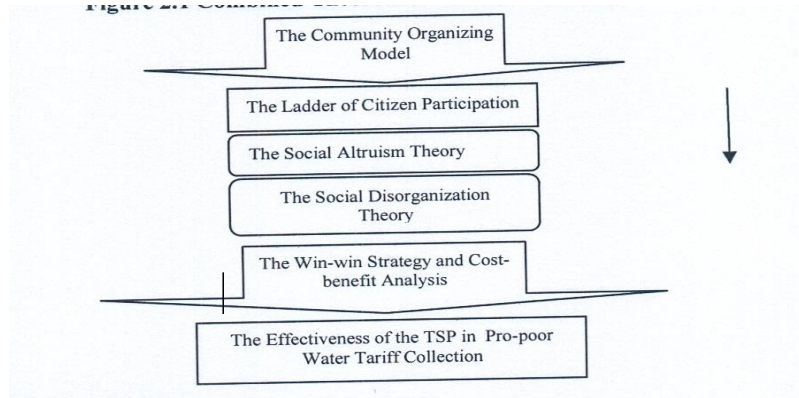 The Community Organizing
Model
The Ladder of Citizen Participation
The Social Altruism Theory
The Social Disorganization
Theory
The Win-win Strategy and Cost-
benefit Analysis
The Effectiveness of the TSP in Pro-poor
Water Tariff Collection